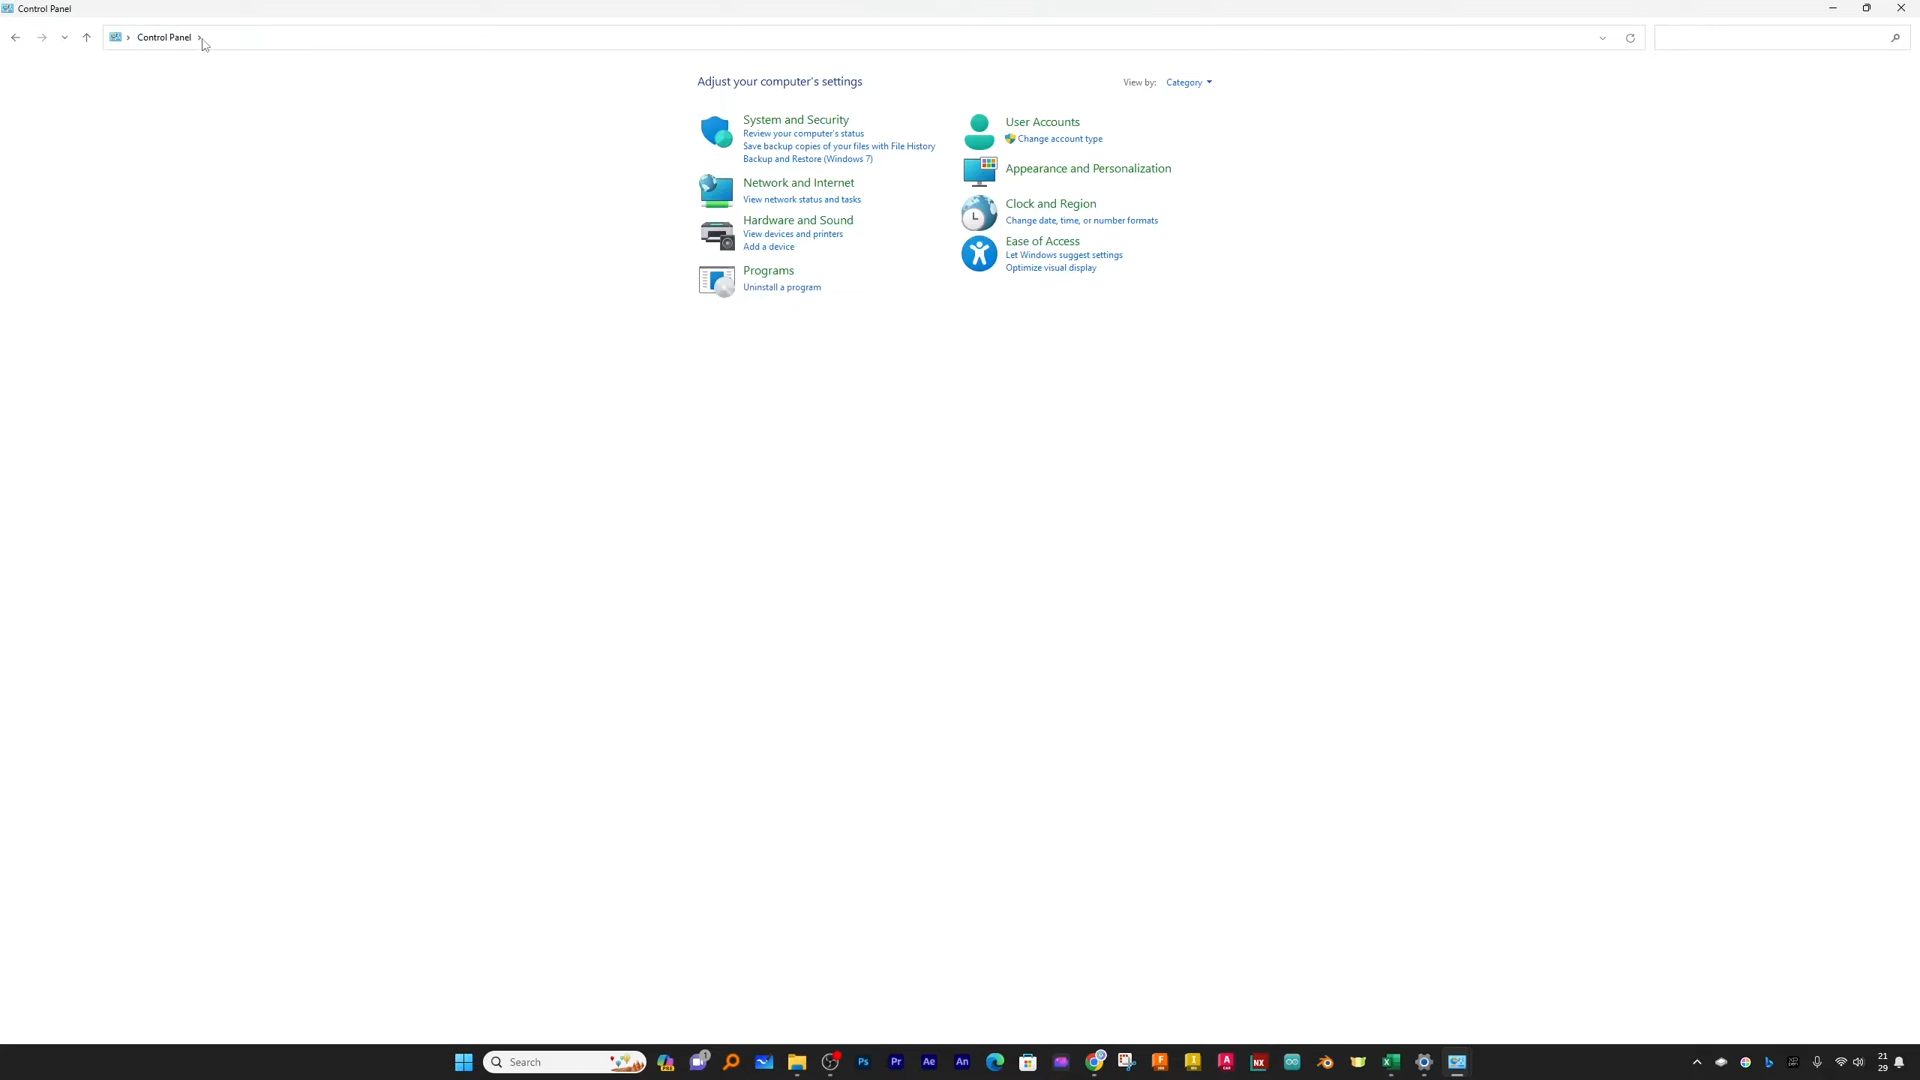 Control Panel
Control Panel
Adjust your computer's settings
View by: Category
System and Security
Review your computer's status
Save backup copies of your files with File History
Backup and Restore (Windows 7)
Network and Internet
View network status and tasks
Hardware and Sound
View devices and printers
Add a device
Programs
Uninstall a program
User Accounts
Change account type
Appearance and Personalization
Clock and Region
Change date, time, or number formats
Ease of Access
Let Windows suggest settings
Optimize visual display
Search
1
Ps
Pr
Ae
An
F
I
A
NX
21
29